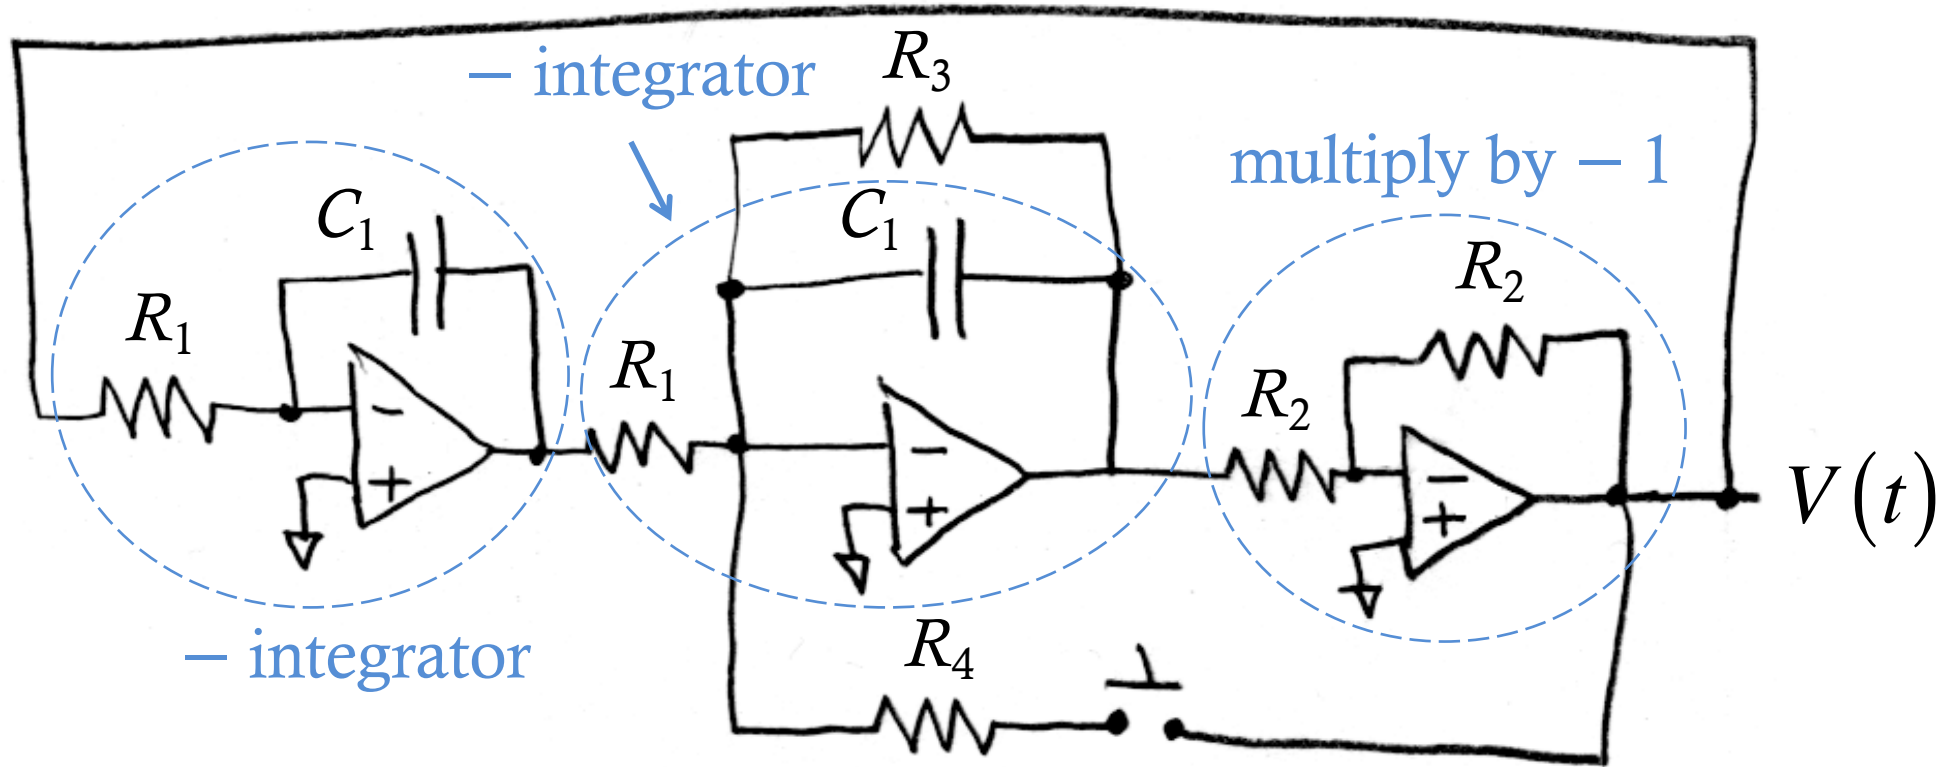 R₃
− integrator
multiply by − 1
C₁
C₁
R₂
R₁
R₁
R₂
−
+
−
+
−
+
V(t)
− integrator
R₄